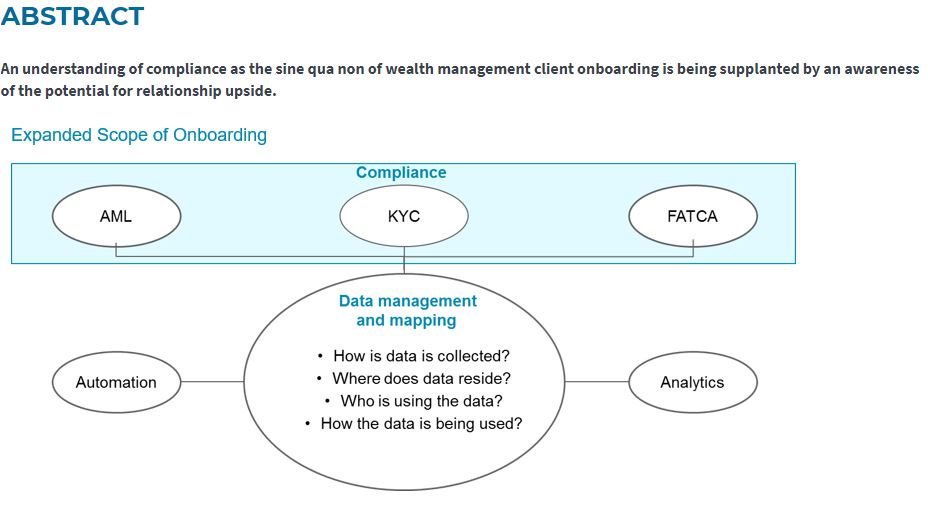 ABSTRACT
An understanding of compliance as the sine qua non of wealth management client onboarding is being supplanted by an awareness
of the potential for relationship upside.
Expanded Scope of Onboarding
Compliance
AML
KYC
FATCA
Data management
and mapping
• How is data is collected?
• Where does data reside?
• Who is using the data?
• How the data is being used?
Automation
Analytics